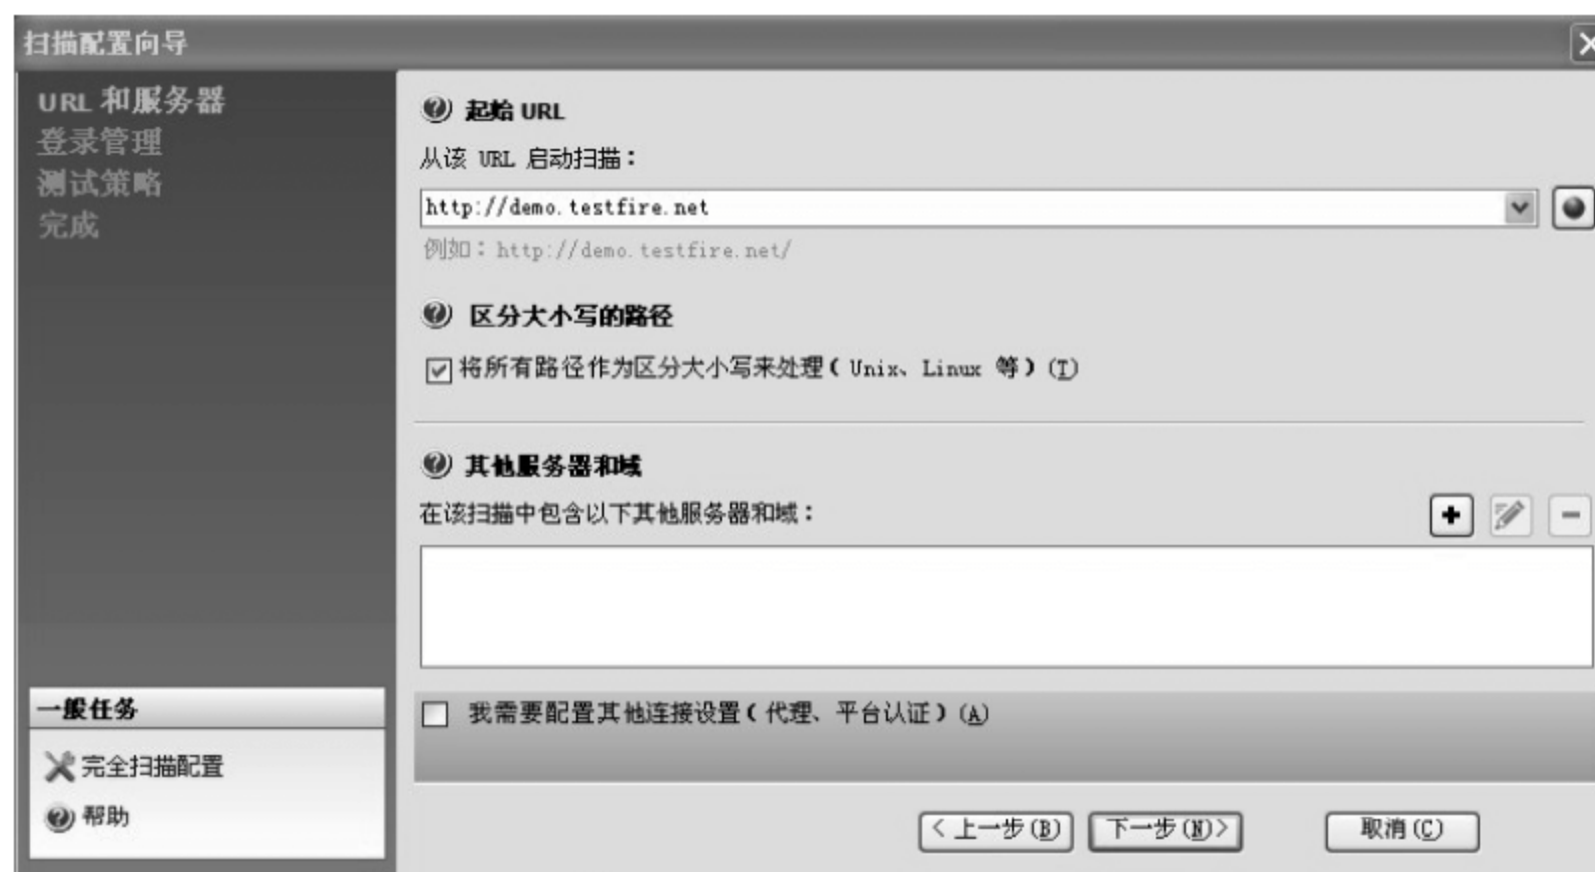 扫描配置向导
URL 和服务器
登录管理
测试策略
完成
起始 URL
从该 URL 启动扫描：
http://demo.testfire.net
例如：http://demo.testfire.net/
区分大小写的路径
将所有路径作为区分大小写来处理（Unix、Linux 等）(T)
其他服务器和域
在该扫描中包含以下其他服务器和域：
我需要配置其他连接设置（代理、平台认证）(A)
一般任务
完全扫描配置
帮助
< 上一步(B)
下一步(N)>
取消(C)